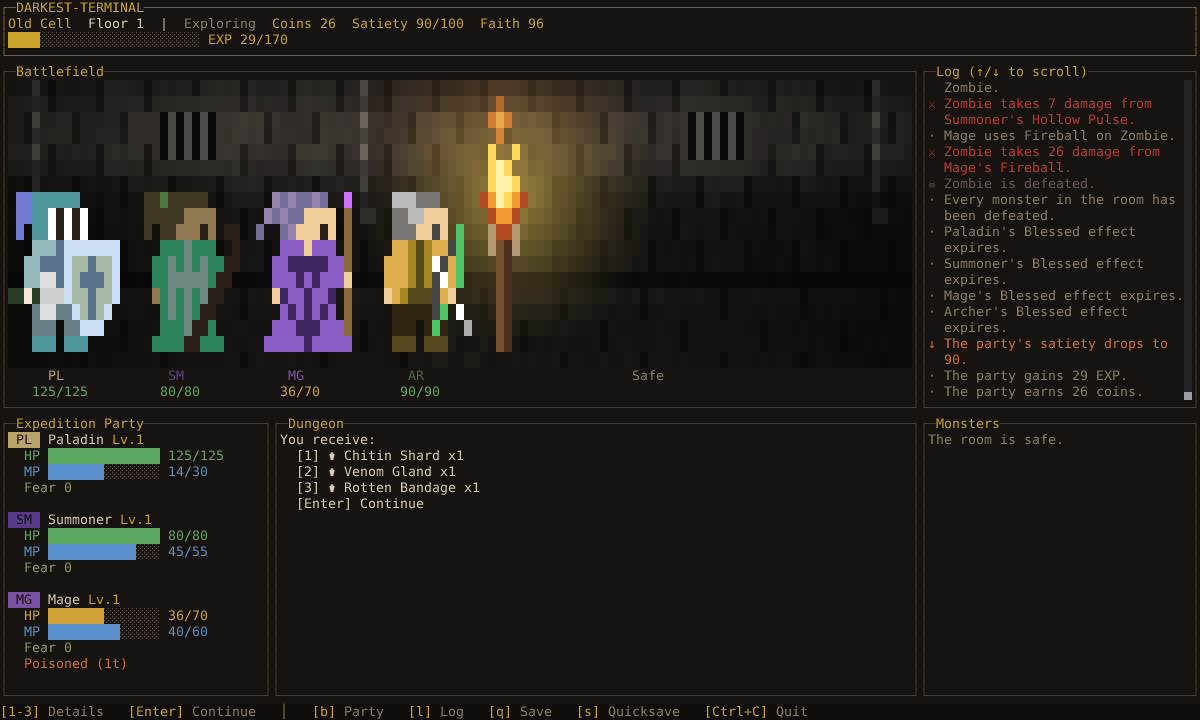 DARKEST-TERMINAL
Old Cell  Floor 1  |  Exploring  Coins 26  Satiety 90/100  Faith 96
EXP 29/170
Battlefield
PL SM MG AR Safe
125/125 80/80 36/70 90/90
Log (↑/↓ to scroll)
Zombie.
⚔ Zombie takes 7 damage from
Summoner's Hollow Pulse.
· Mage uses Fireball on Zombie.
⚔ Zombie takes 26 damage from
Mage's Fireball.
☠ Zombie is defeated.
· Every monster in the room has
been defeated.
· Paladin's Blessed effect
expires.
· Summoner's Blessed effect
expires.
· Mage's Blessed effect expires.
· Archer's Blessed effect
expires.
↓ The party's satiety drops to
90.
· The party gains 29 EXP.
· The party earns 26 coins.
Expedition Party
PL Paladin Lv.1
HP 125/125
MP 14/30
Fear 0
SM Summoner Lv.1
HP 80/80
MP 45/55
Fear 0
MG Mage Lv.1
HP 36/70
MP 40/60
Fear 0
Poisoned (1t)
Dungeon
You receive:
[1] Chitin Shard x1
[2] Venom Gland x1
[3] Rotten Bandage x1
[Enter] Continue
Monsters
The room is safe.
[1-3] Details  [Enter] Continue  │  [b] Party  [l] Log  [q] Save  [s] Quicksave  [Ctrl+C] Quit